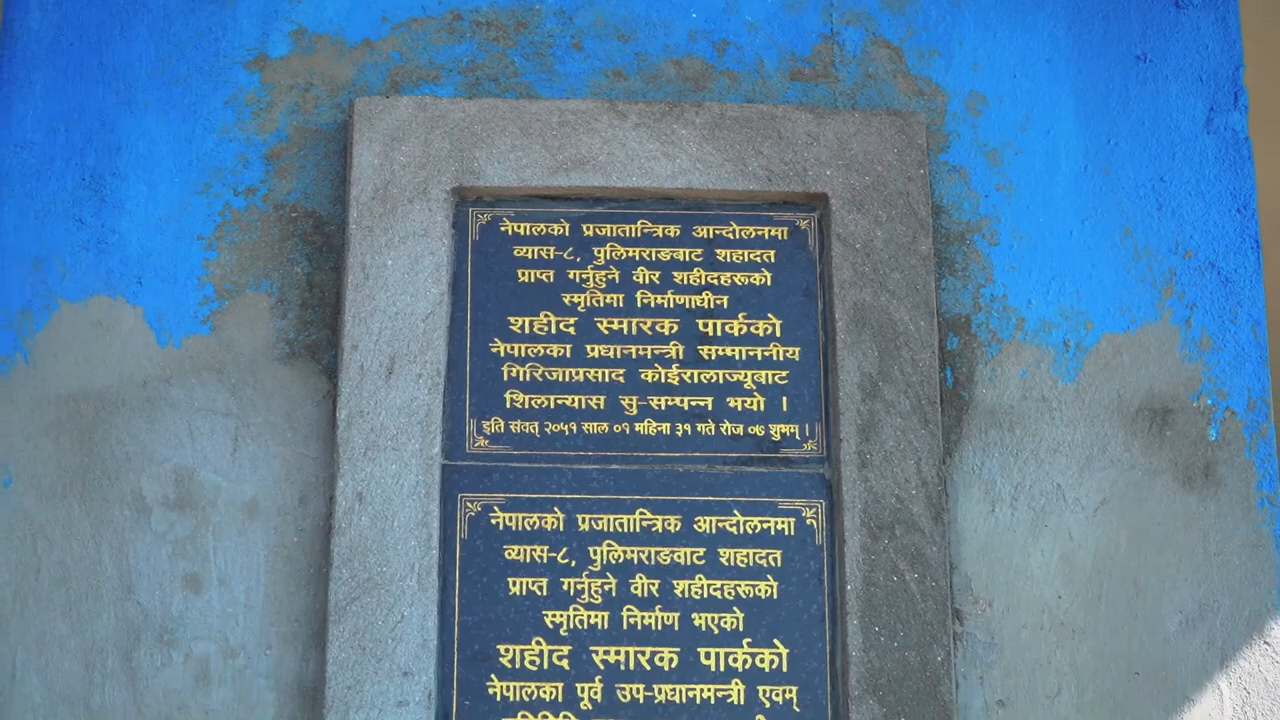 नेपालको प्रजातान्त्रिक आन्दोलनमा
व्यास-८, पुलिमराङबाट शहादत
प्राप्त गर्नुहुने वीर शहीदहरूको
स्मृतिमा निर्माणाधीन
शहीद स्मारक पार्कको
नेपालका प्रधानमन्त्री सम्माननीय
गिरिजाप्रसाद कोईरालाज्यूबाट
शिलान्यास सु-सम्पन्न भयो ।
इति संवत् २०५१ साल ०१ महिना ३१ गते रोज ०७ शुभम् ।
नेपालको प्रजातान्त्रिक आन्दोलनमा
व्यास-८, पुलिमराङवाट शहादत
प्राप्त गर्नुहुने वीर शहीदहरूको
स्मृतिमा निर्माण भएको
शहीद स्मारक पार्कको
नेपालका पूर्व उप-प्रधानमन्त्री एवम्